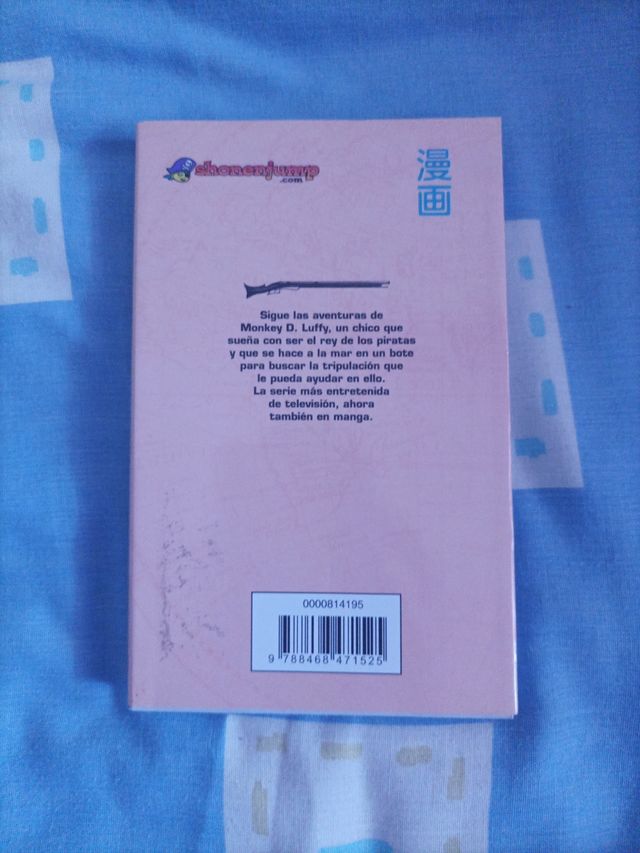 shonenjump
.com
漫画
Sigue las aventuras de
Monkey D. Luffy, un chico que
sueña con ser el rey de los piratas
y que se hace a la mar en un bote
para buscar la tripulación que
le pueda ayudar en ello.
La serie más entretenida
de televisión, ahora
también en manga.
0000814195
9 788468 471525